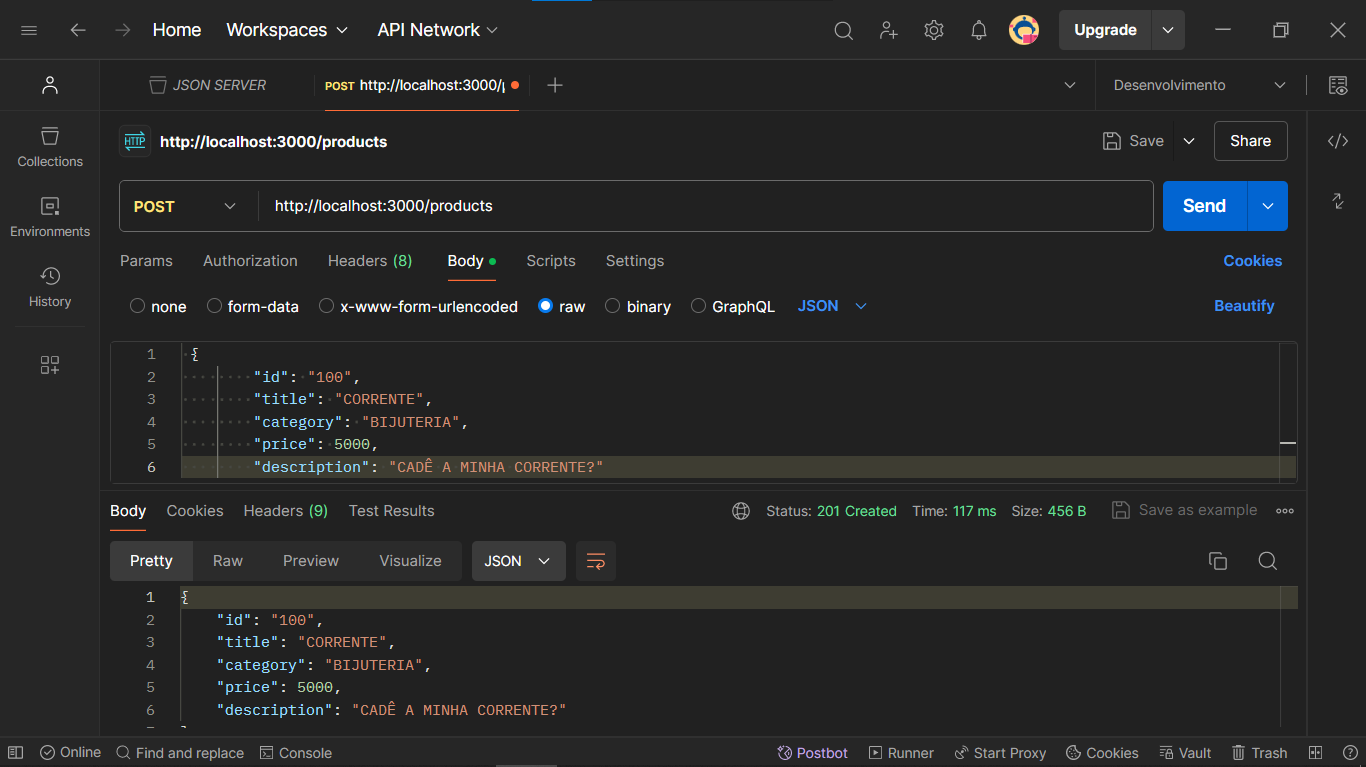 Home Workspaces API Network Upgrade
JSON SERVER POST http://localhost:3000/p Desenvolvimento
HTTP http://localhost:3000/products Save Share
POST http://localhost:3000/products Send
Params Authorization Headers (8) Body Scripts Settings Cookies
none form-data x-www-form-urlencoded raw binary GraphQL JSON Beautify
Collections
Environments
History
1 {
2 "id": "100",
3 "title": "CORRENTE",
4 "category": "BIJUTERIA",
5 "price": 5000,
6 "description": "CADÊ A MINHA CORRENTE?"
Body Cookies Headers (9) Test Results Status: 201 Created Time: 117 ms Size: 456 B Save as example
Pretty Raw Preview Visualize JSON
1 {
2 "id": "100",
3 "title": "CORRENTE",
4 "category": "BIJUTERIA",
5 "price": 5000,
6 "description": "CADÊ A MINHA CORRENTE?"
Online Find and replace Console Postbot Runner Start Proxy Cookies Vault Trash